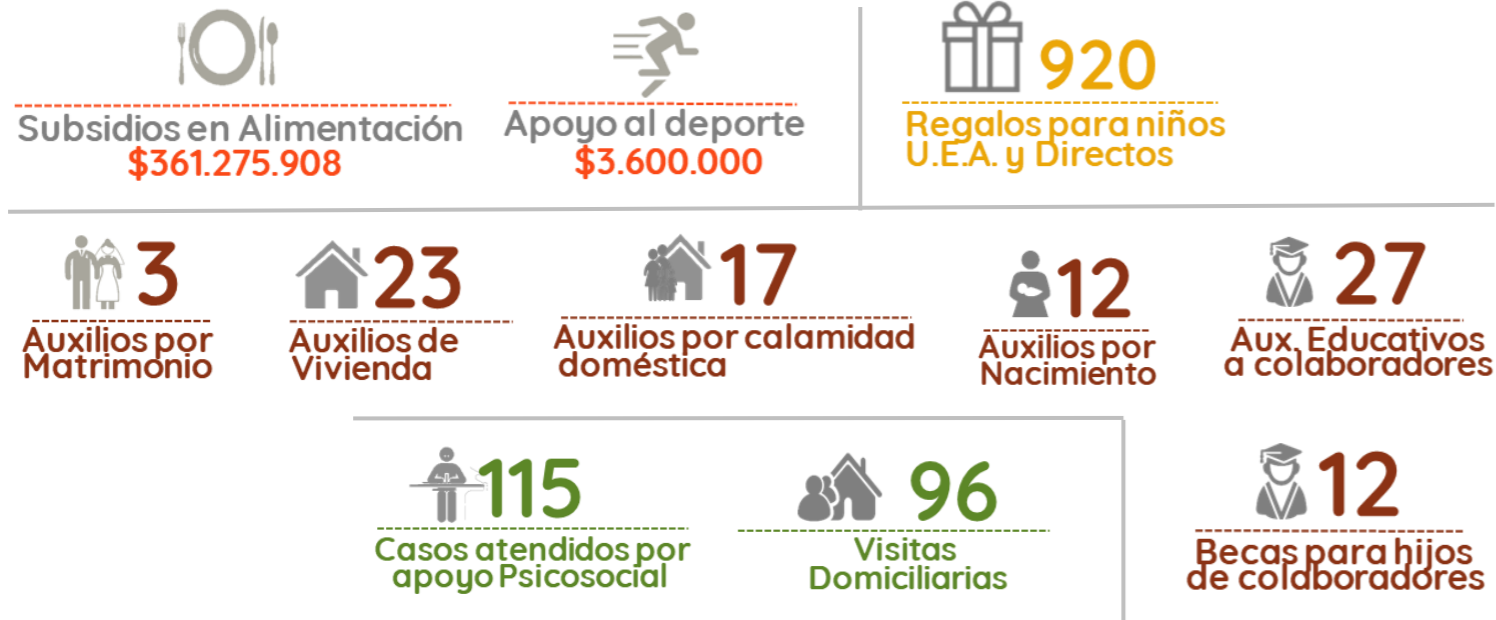 Subsidios en Alimentación
$361.275.908
Apoyo al deporte
$3.600.000
920
Regalos para niños
U.E.A. y Directos
3
Auxilios por
Matrimonio
23
Auxilios de
Vivienda
17
Auxilios por calamidad
doméstica
12
Auxilios por
Nacimiento
27
Aux. Educativos
a colaboradores
115
Casos atendidos por
apoyo Psicosocial
96
Visitas
Domiciliarias
12
Becas para hijos
de colaboradores